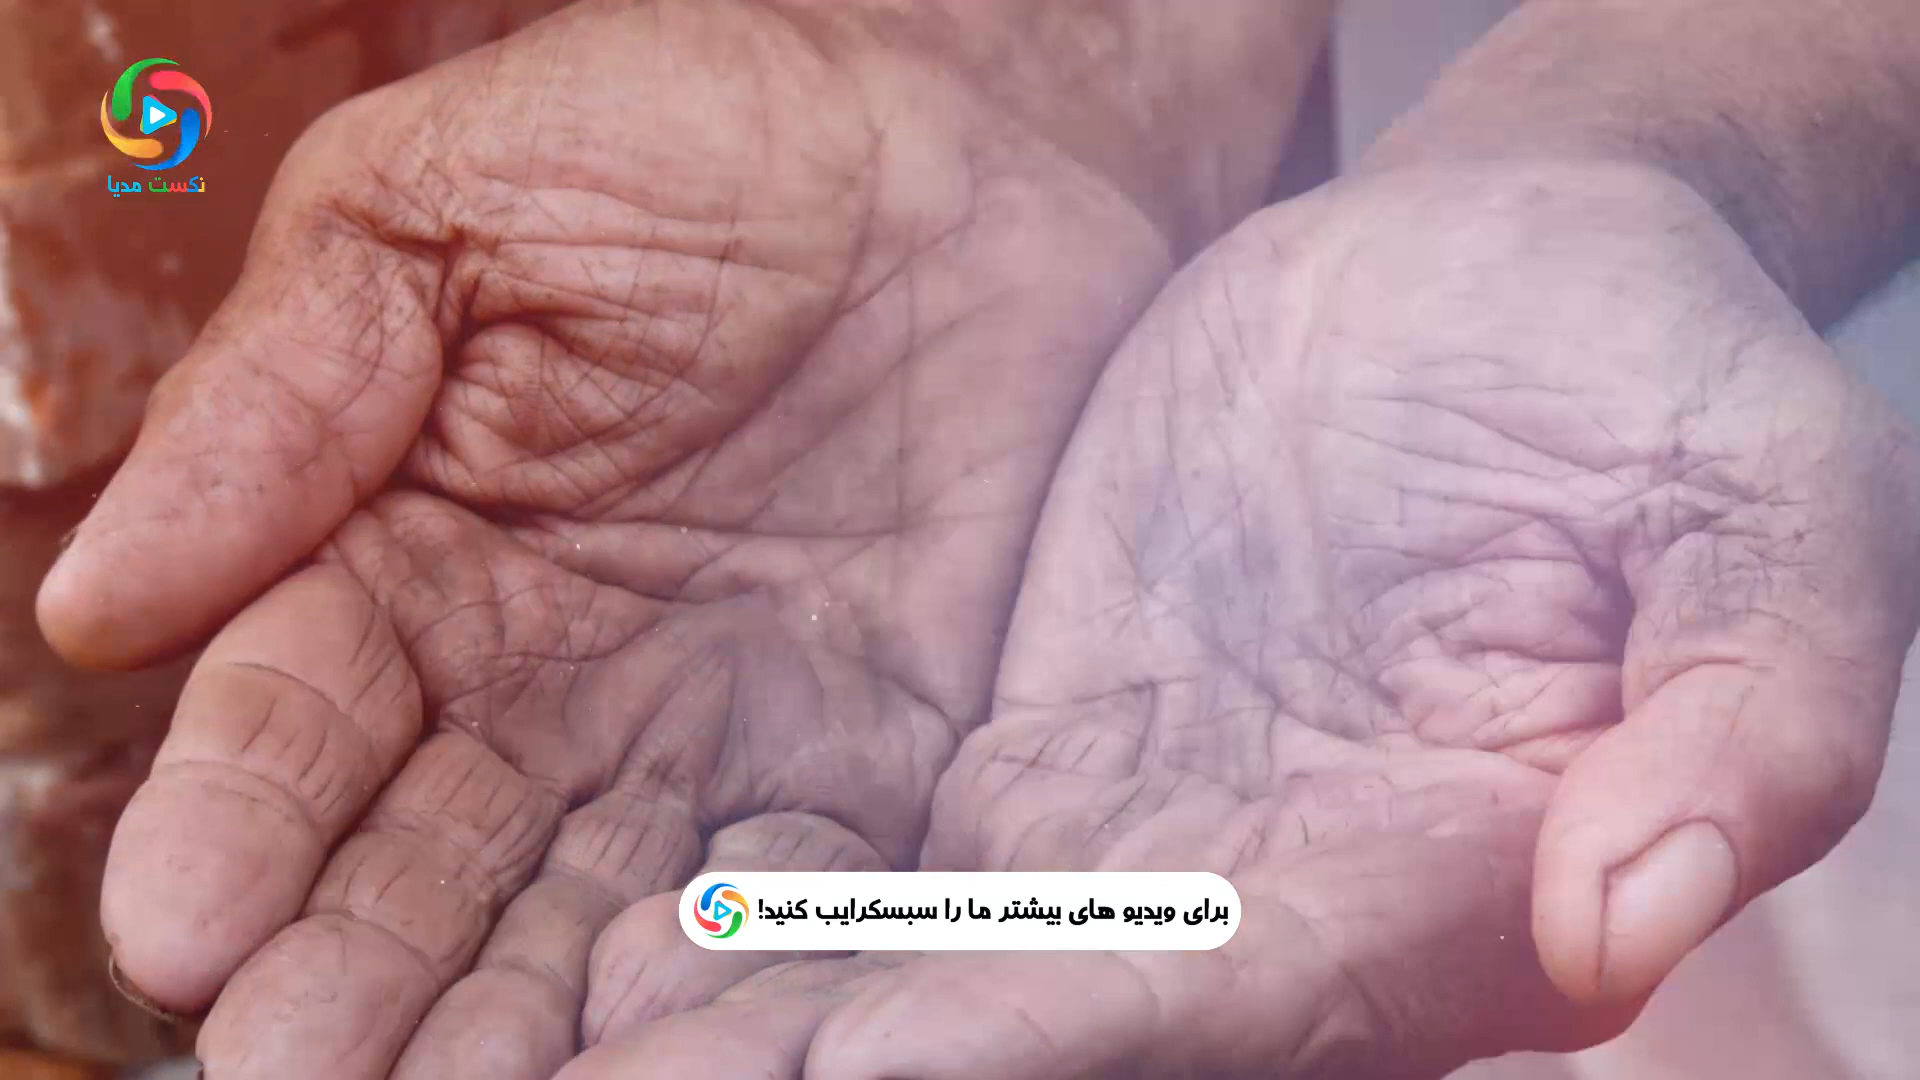 نکست مدیا
برای ویدیو های بیشتر ما را سبسکرایب کنید!